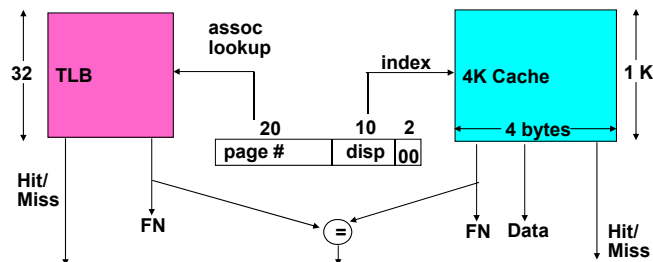 assoc
lookup
32
TLB
index
4K Cache
1 K
20
10
2
4 bytes
page #
disp
00
Hit/
Miss
FN
=
FN
Data
Hit/
Miss